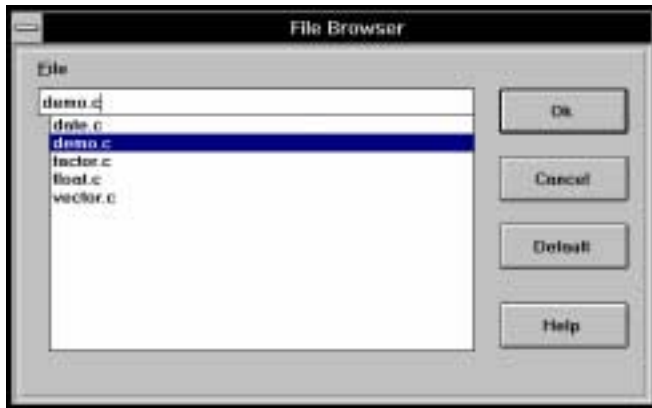 File Browser
File
demo.c
date.c
demo.c
factor.c
float.c
vector.c
Ok
Cancel
Default
Help